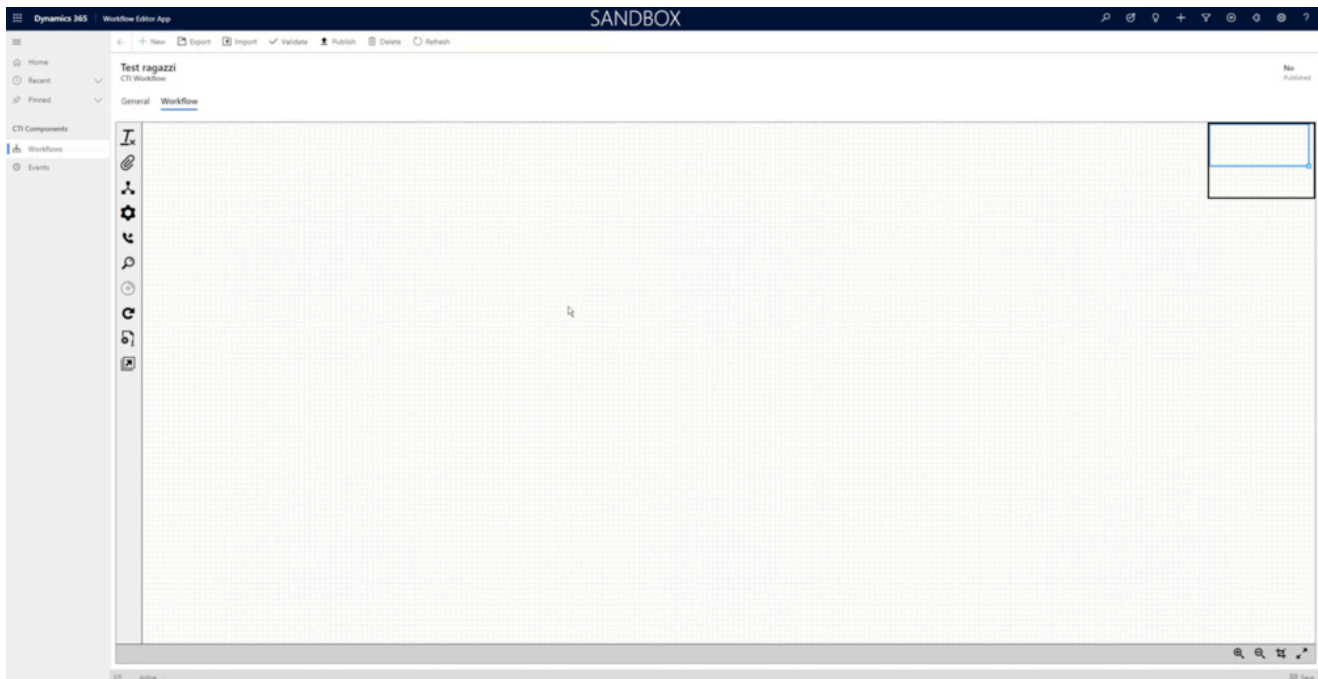 Dynamics 365 Workflow Editor App SANDBOX
New Export Import Validate Publish Delete Refresh
Home
Recent
Pinned
CTI Components
Workflows
Events
Test ragazzi
CTI Workflow
No
Published
General Workflow
Active
Save